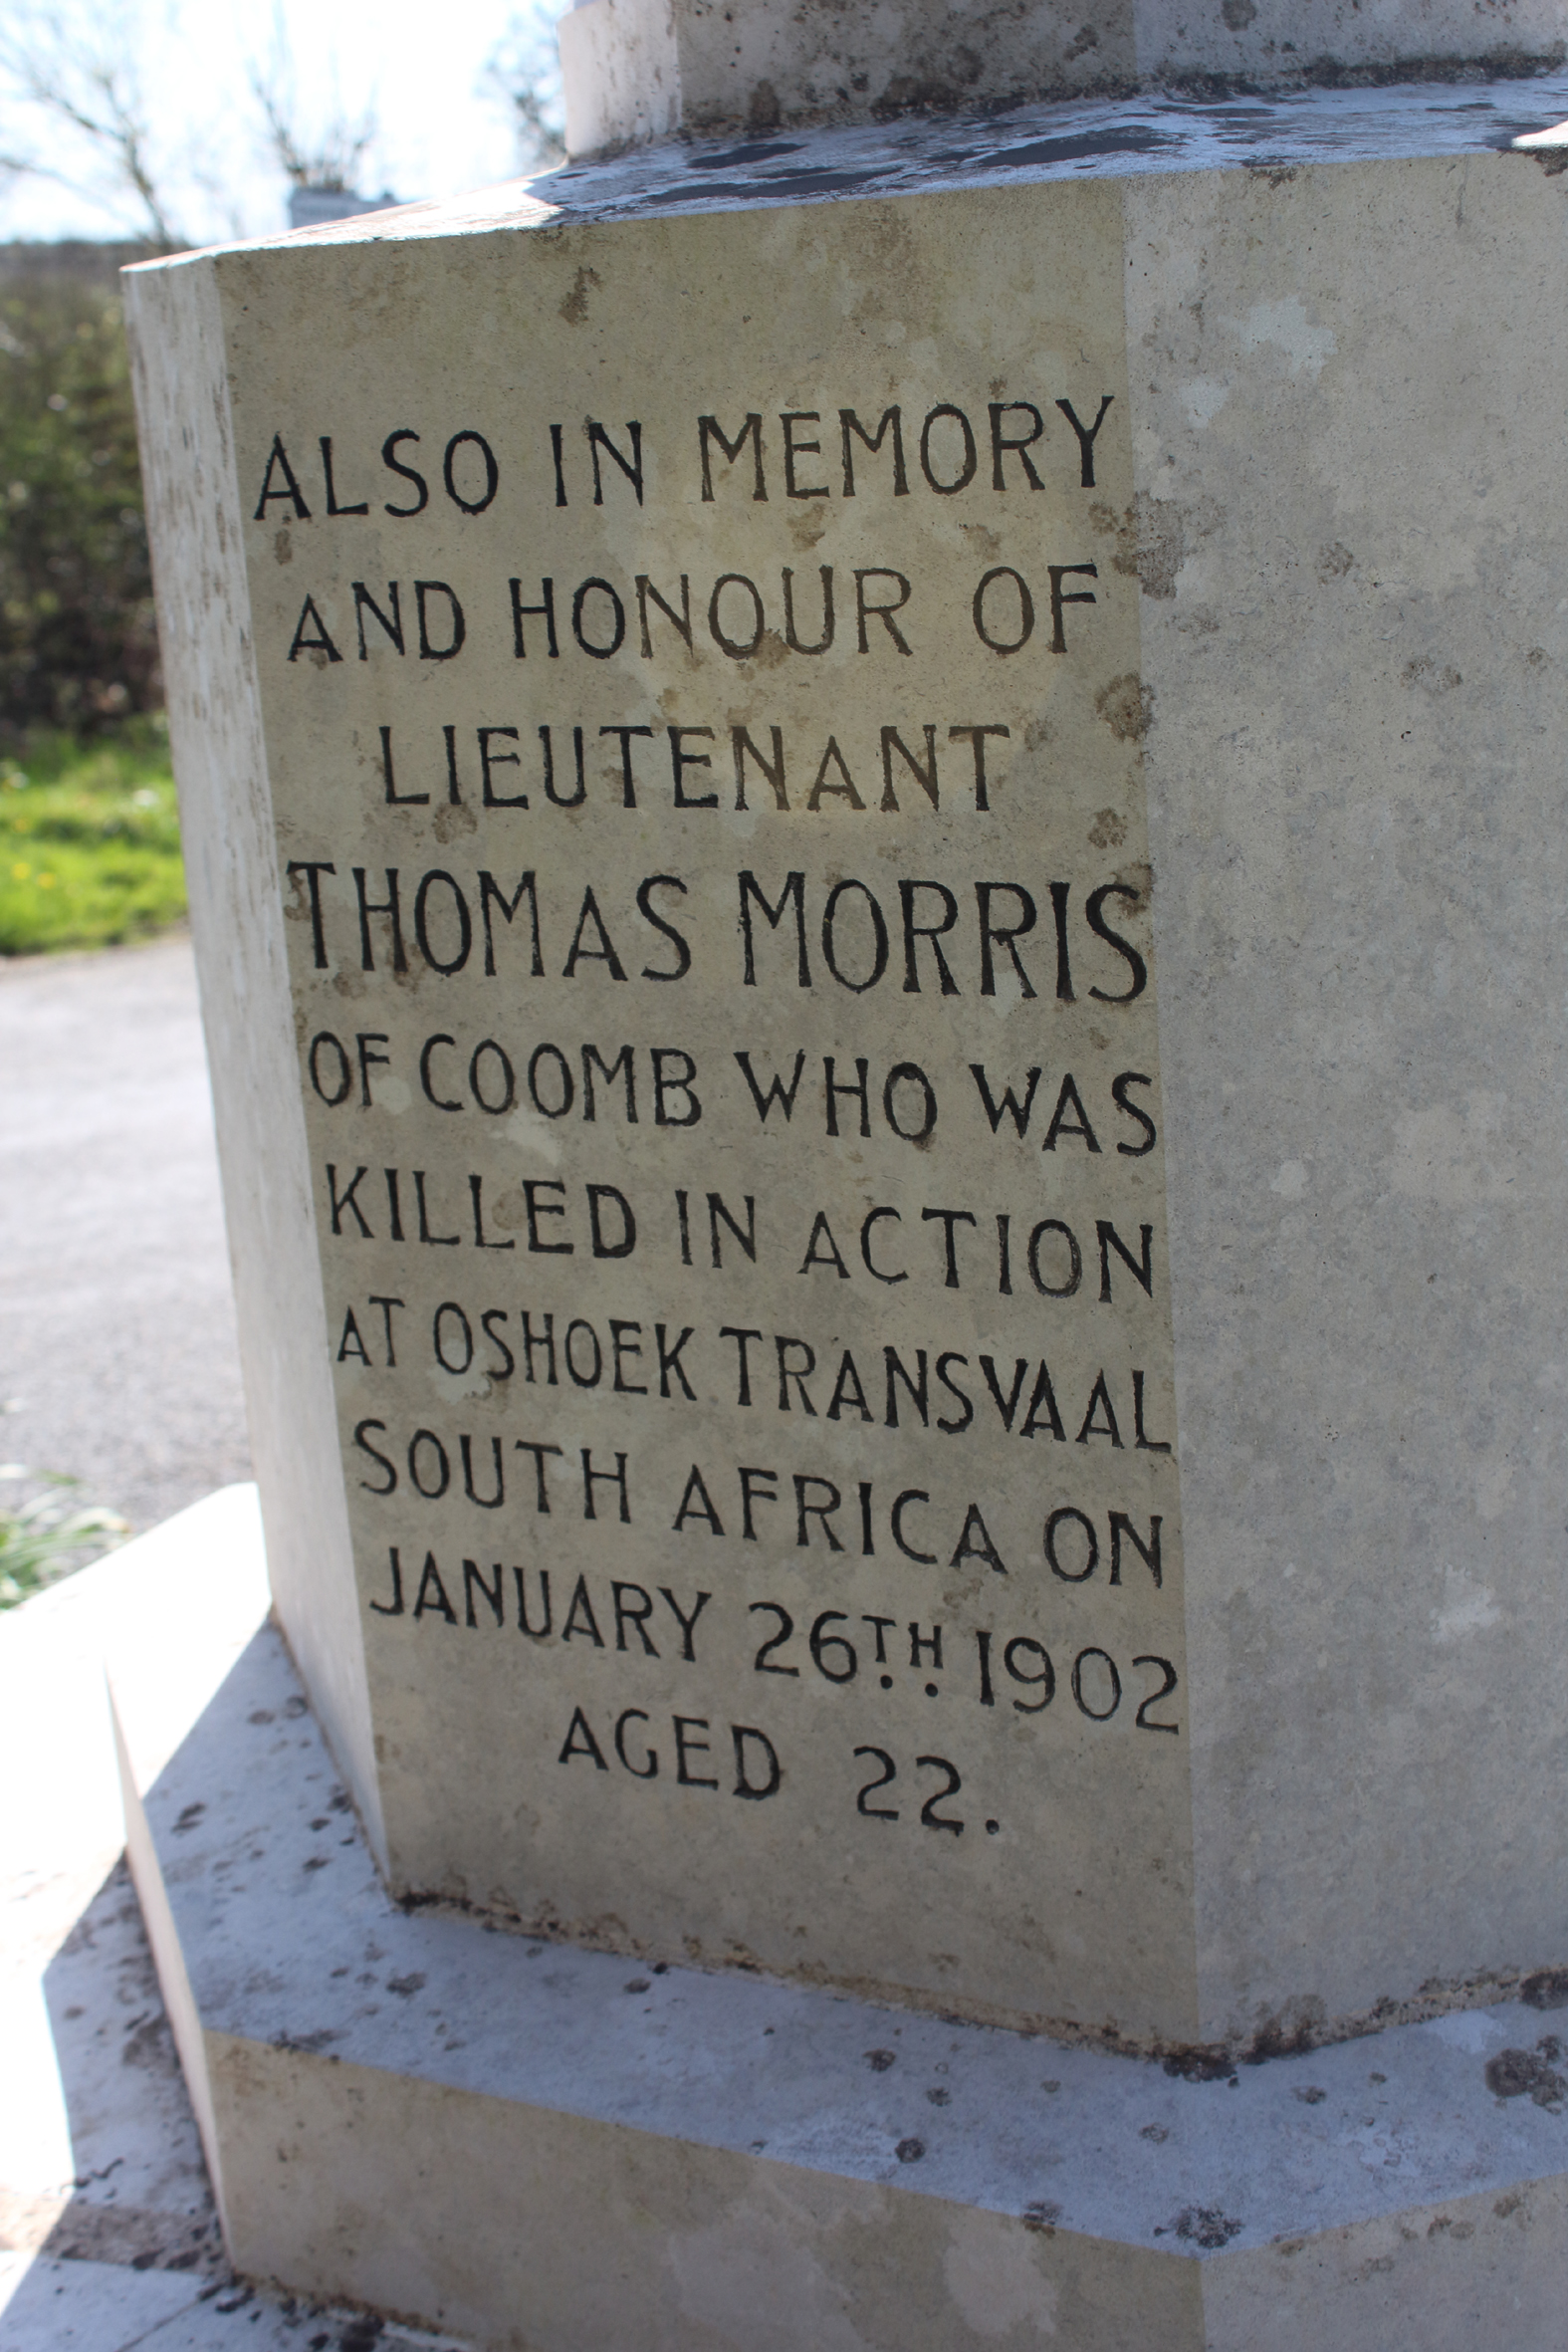 ALSO IN MEMORY
AND HONOUR OF
LIEUTENANT
THOMAS MORRIS
OF COOMB WHO WAS
KILLED IN ACTION
AT OSHOEK TRANSVAAL
SOUTH AFRICA ON
JANUARY 26TH. 1902
AGED 22.